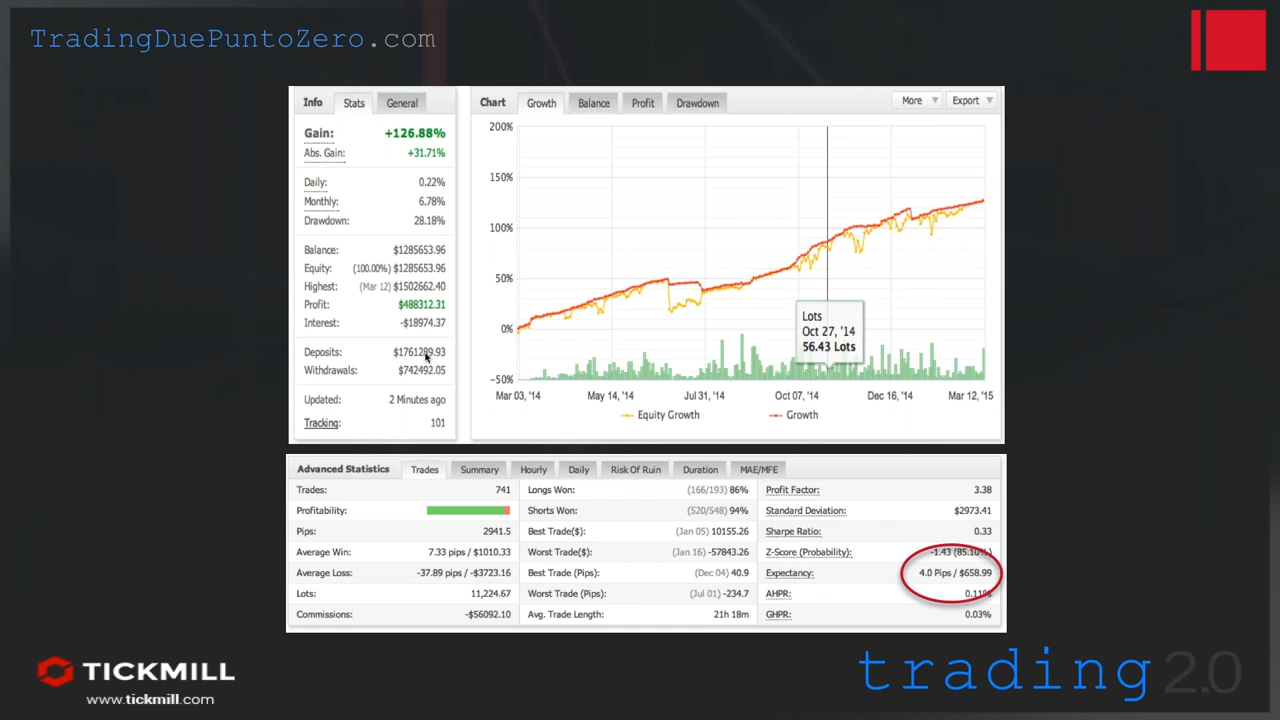 TradingDuePuntoZero.com
Info Stats General
Gain: +126.88%
Abs. Gain: +31.71%
Daily: 0.22%
Monthly: 6.78%
Drawdown: 28.18%
Balance: $1285653.96
Equity: (100.00%) $1285653.96
Highest: (Mar 12) $1502662.40
Profit: $488312.31
Interest: -$18974.37
Deposits: $1761289.93
Withdrawals: $742492.05
Updated: 2 Minutes ago
Tracking: 101
Chart Growth Balance Profit Drawdown More Export
200%
150%
100%
50%
0%
-50%
Lots
Oct 27, '14
56.43 Lots
Mar 03, '14 May 14, '14 Jul 31, '14 Oct 07, '14 Dec 16, '14 Mar 12, '15
Equity Growth Growth
Advanced Statistics Trades Summary Hourly Daily Risk Of Ruin Duration MAE/MFE
Trades: 741 Longs Won: (166/193) 86% Profit Factor: 3.38
Profitability: Shorts Won: (520/548) 94% Standard Deviation: $2973.41
Pips: 2941.5 Best Trade($): (Jan 05) 10155.26 Sharpe Ratio: 0.33
Average Win: 7.33 pips / $1010.33 Worst Trade($): (Jan 16) -57843.26 Z-Score (Probability): -1.43 (85.10%)
Average Loss: -37.89 pips / -$3723.16 Best Trade (Pips): (Dec 04) 40.9 Expectancy: 4.0 Pips / $658.99
Lots: 11,224.67 Worst Trade (Pips): (Jul 01) -234.7 AHPR: 0.11%
Commissions: -$56092.10 Avg. Trade Length: 21h 18m GHPR: 0.03%
TICKMILL
www.tickmill.com
trading 2.0